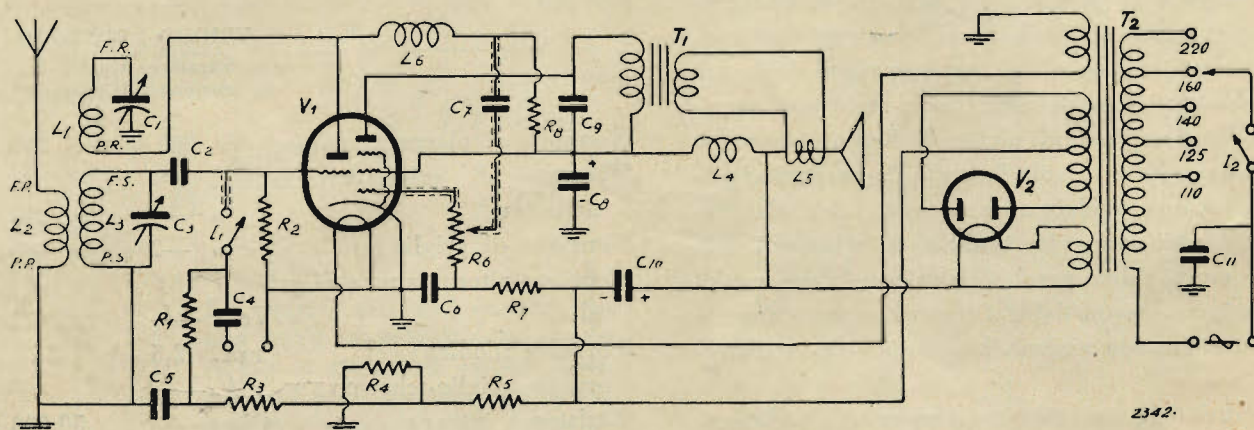 F.R.
C1
L1
P.R.
L6
T1
T2
220
160
140
125
110
I2
V1
C7
R8
C9
C2
F.P.
F.S.
L2
L3
C3
P.P.
P.S.
I1
R2
R6
+
- C8
L4
L5
V2
C11
R1
C4
C6
R7
C10
- +
C5
R3
R4
R5
2342.